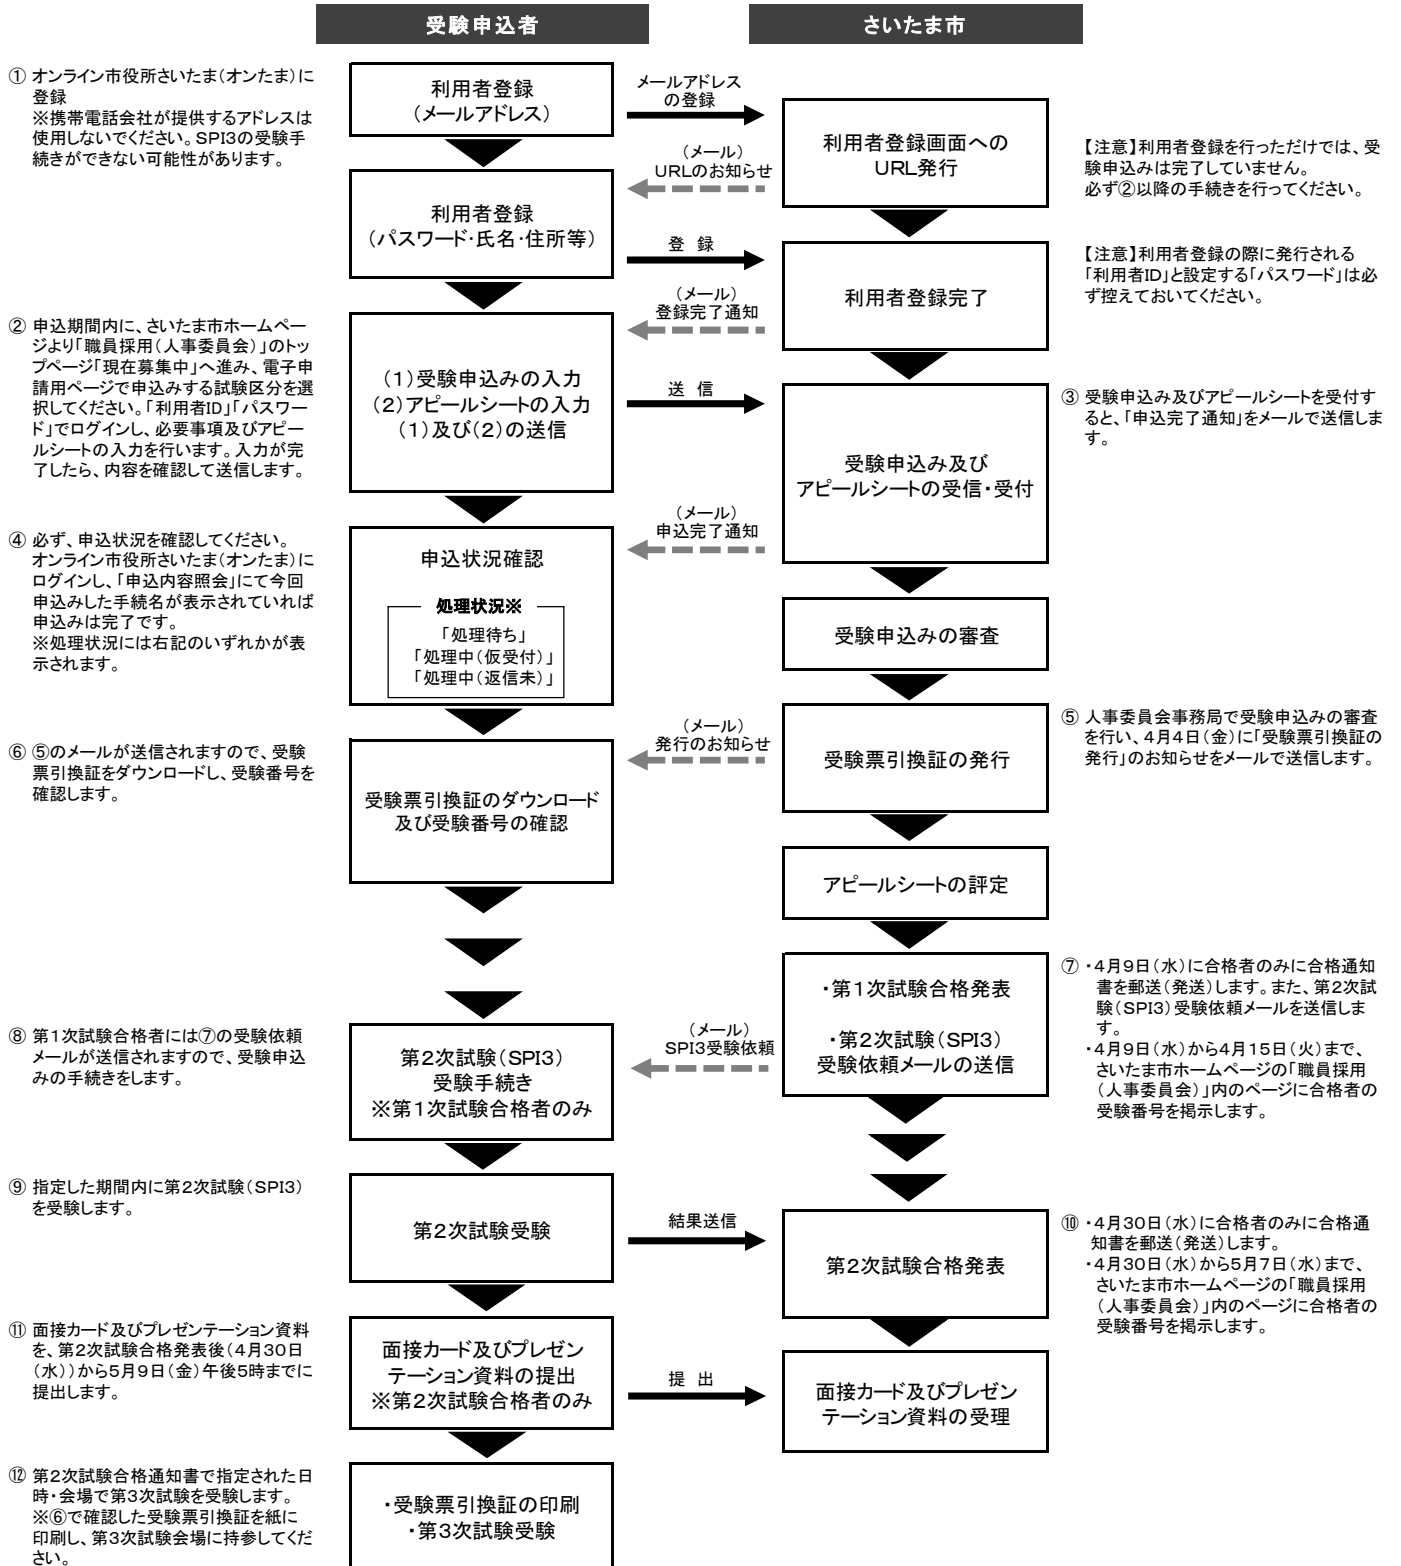 受験申込者
さいたま市
① オンライン市役所さいたま(オンたま)に
登録
※携帯電話会社が提供するアドレスは
使用しないでください。SPI3の受験手
続きができない可能性があります。
利用者登録
(メールアドレス)
メールアドレス
の登録
利用者登録画面への
URL発行
(メール)
URLのお知らせ
【注意】利用者登録を行っただけでは、受
験申込みは完了していません。
必ず②以降の手続きを行ってください。
利用者登録
(パスワード・氏名・住所等)
登 録
利用者登録完了
(メール)
登録完了通知
【注意】利用者登録の際に発行される
「利用者ID」と設定する「パスワード」は必
ず控えておいてください。
② 申込期間内に、さいたま市ホームペー
ジより「職員採用(人事委員会)」のトッ
プページ「現在募集中」へ進み、電子申
請用ページで申込みする試験区分を選
択してください。「利用者ID」「パスワー
ド」でログインし、必要事項及びアピー
ルシートの入力を行います。入力が完
了したら、内容を確認して送信します。
(1)受験申込みの入力
(2)アピールシートの入力
(1)及び(2)の送信
送 信
受験申込み及び
アピールシートの受信・受付
③ 受験申込み及びアピールシートを受付す
ると、「申込完了通知」をメールで送信しま
す。
(メール)
申込完了通知
④ 必ず、申込状況を確認してください。
オンライン市役所さいたま(オンたま)に
ログインし、「申込内容照会」にて今回
申込みした手続名が表示されていれば
申込みは完了です。
※処理状況には右記のいずれかが表
示されます。
申込状況確認
処理状況※
「処理待ち」
「処理中(仮受付)」
「処理中(返信未)」
受験申込みの審査
受験票引換証の発行
(メール)
発行のお知らせ
⑤ 人事委員会事務局で受験申込みの審査
を行い、4月4日(金)に「受験票引換証の
発行」のお知らせをメールで送信します。
⑥ ⑤のメールが送信されますので、受験
票引換証をダウンロードし、受験番号を
確認します。
受験票引換証のダウンロード
及び受験番号の確認
アピールシートの評定
・第1次試験合格発表
・第2次試験(SPI3)
受験依頼メールの送信
(メール)
SPI3受験依頼
⑦ ・4月9日(水)に合格者のみに合格通知
書を郵送(発送)します。また、第2次試
験(SPI3)受験依頼メールを送信しま
す。
・4月9日(水)から4月15日(火)まで、
さいたま市ホームページの「職員採用
(人事委員会)」内のページに合格者の
受験番号を掲示します。
⑧ 第1次試験合格者には⑦の受験依頼
メールが送信されますので、受験申込
みの手続きをします。
第2次試験(SPI3)
受験手続き
※第1次試験合格者のみ
⑨ 指定した期間内に第2次試験(SPI3)
を受験します。
第2次試験受験
結果送信
第2次試験合格発表
⑩ ・4月30日(水)に合格者のみに合格通
知書を郵送(発送)します。
・4月30日(水)から5月7日(水)まで、
さいたま市ホームページの「職員採用
(人事委員会)」内のページに合格者の
受験番号を掲示します。
⑪ 面接カード及びプレゼンテーション資料
を、第2次試験合格発表後(4月30日
(水))から5月9日(金)午後5時までに
提出します。
面接カード及びプレゼン
テーション資料の提出
※第2次試験合格者のみ
提 出
面接カード及びプレゼン
テーション資料の受理
⑫ 第2次試験合格通知書で指定された日
時・会場で第3次試験を受験します。
※⑥で確認した受験票引換証を紙に
印刷し、第3次試験会場に持参してくだ
さい。
・受験票引換証の印刷
・第3次試験受験